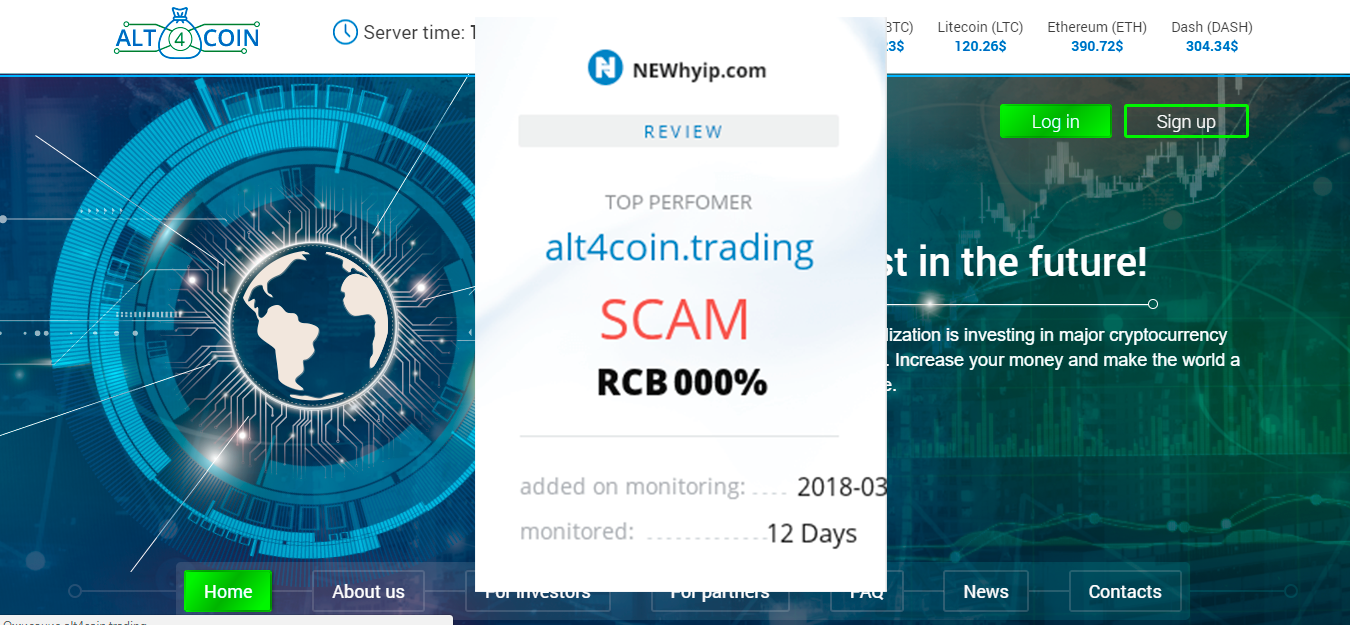 ALT 4 COIN
Server time: 1
BTC)
3$
Litecoin (LTC)
120.26$
Ethereum (ETH)
390.72$
Dash (DASH)
304.34$
Log in
Sign up
NEWhyip.com
REVIEW
TOP PERFOMER
alt4coin.trading
SCAM
RCB 000%
added on monitoring: .... 2018-03
monitored: ............. 12 Days
st in the future!
lization is investing in major cryptocurrency
. Increase your money and make the world a
e.
Home
About us
For investors
For partners
FAQ
News
Contacts